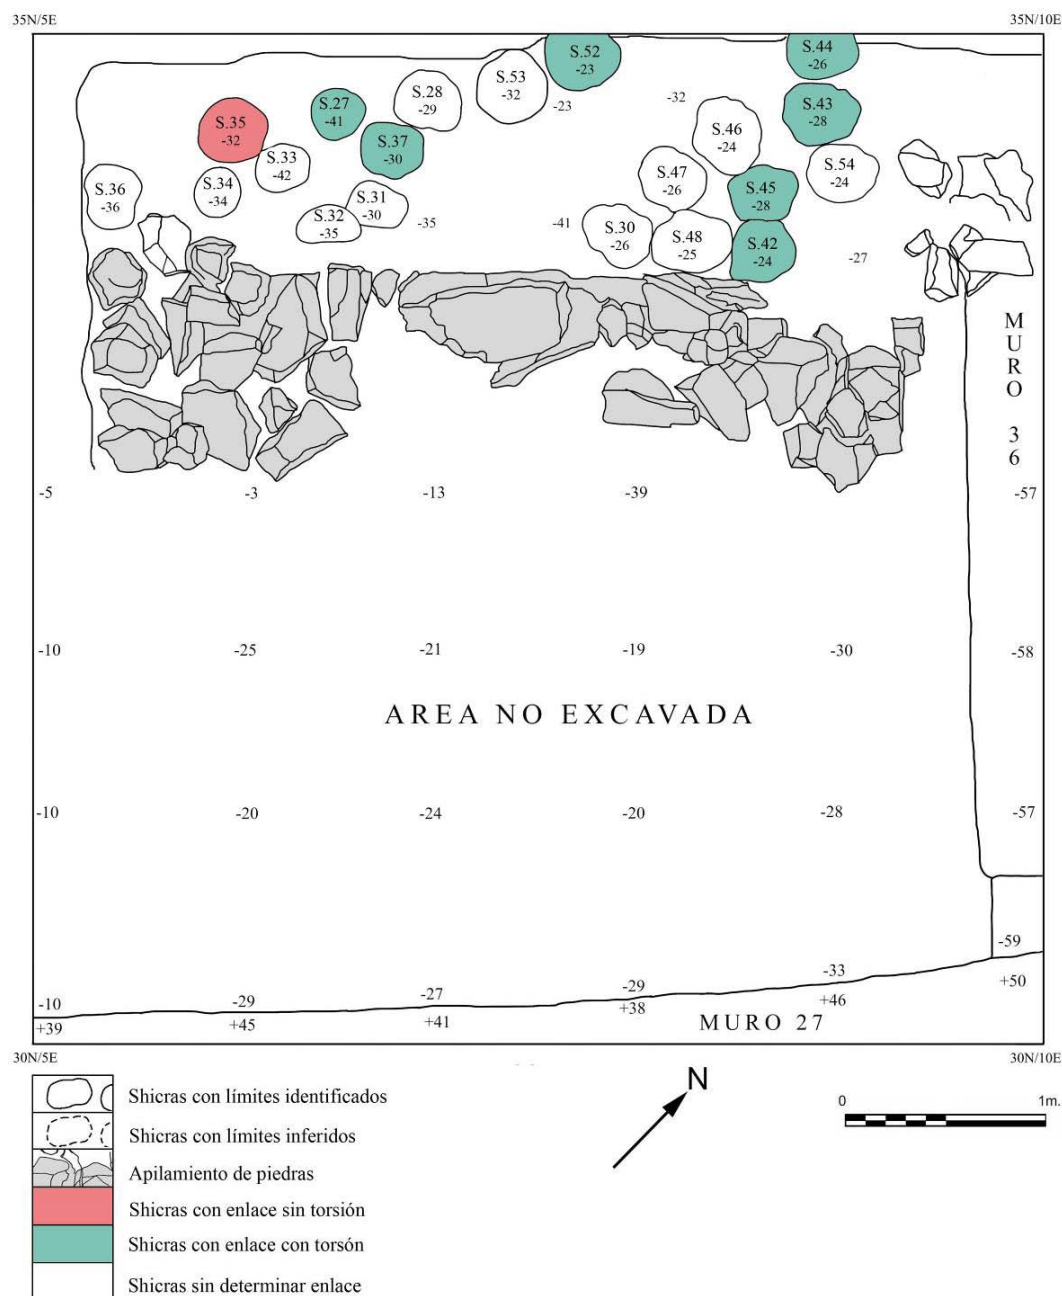 35N/5E 35N/10E
S.52
-23
S.44
-26
S.53
-32
S.28
-29
S.27
-41
-23
-32
S.43
-28
S.35
-32
S.37
-30
S.46
-24
S.33
-42
S.54
-24
S.47
-26
S.45
-28
S.36
-36
S.34
-34
S.31
-30
S.32
-35
-35
-41
S.30
-26
S.48
-25
S.42
-24
-27
MURO 36
-5 -3 -13 -39 -57
-10 -25 -21 -19 -30 -58
AREA NO EXCAVADA
-10 -20 -24 -20 -28 -57
-59
-10 -29 -27 -29 -33
+39 +45 +41 +38 +46 +50
MURO 27
30N/5E 30N/10E
Shicras con límites identificados
Shicras con límites inferidos
Apilamiento de piedras
Shicras con enlace sin torsión
Shicras con enlace con torsón
Shicras sin determinar enlace
N
0 1m.